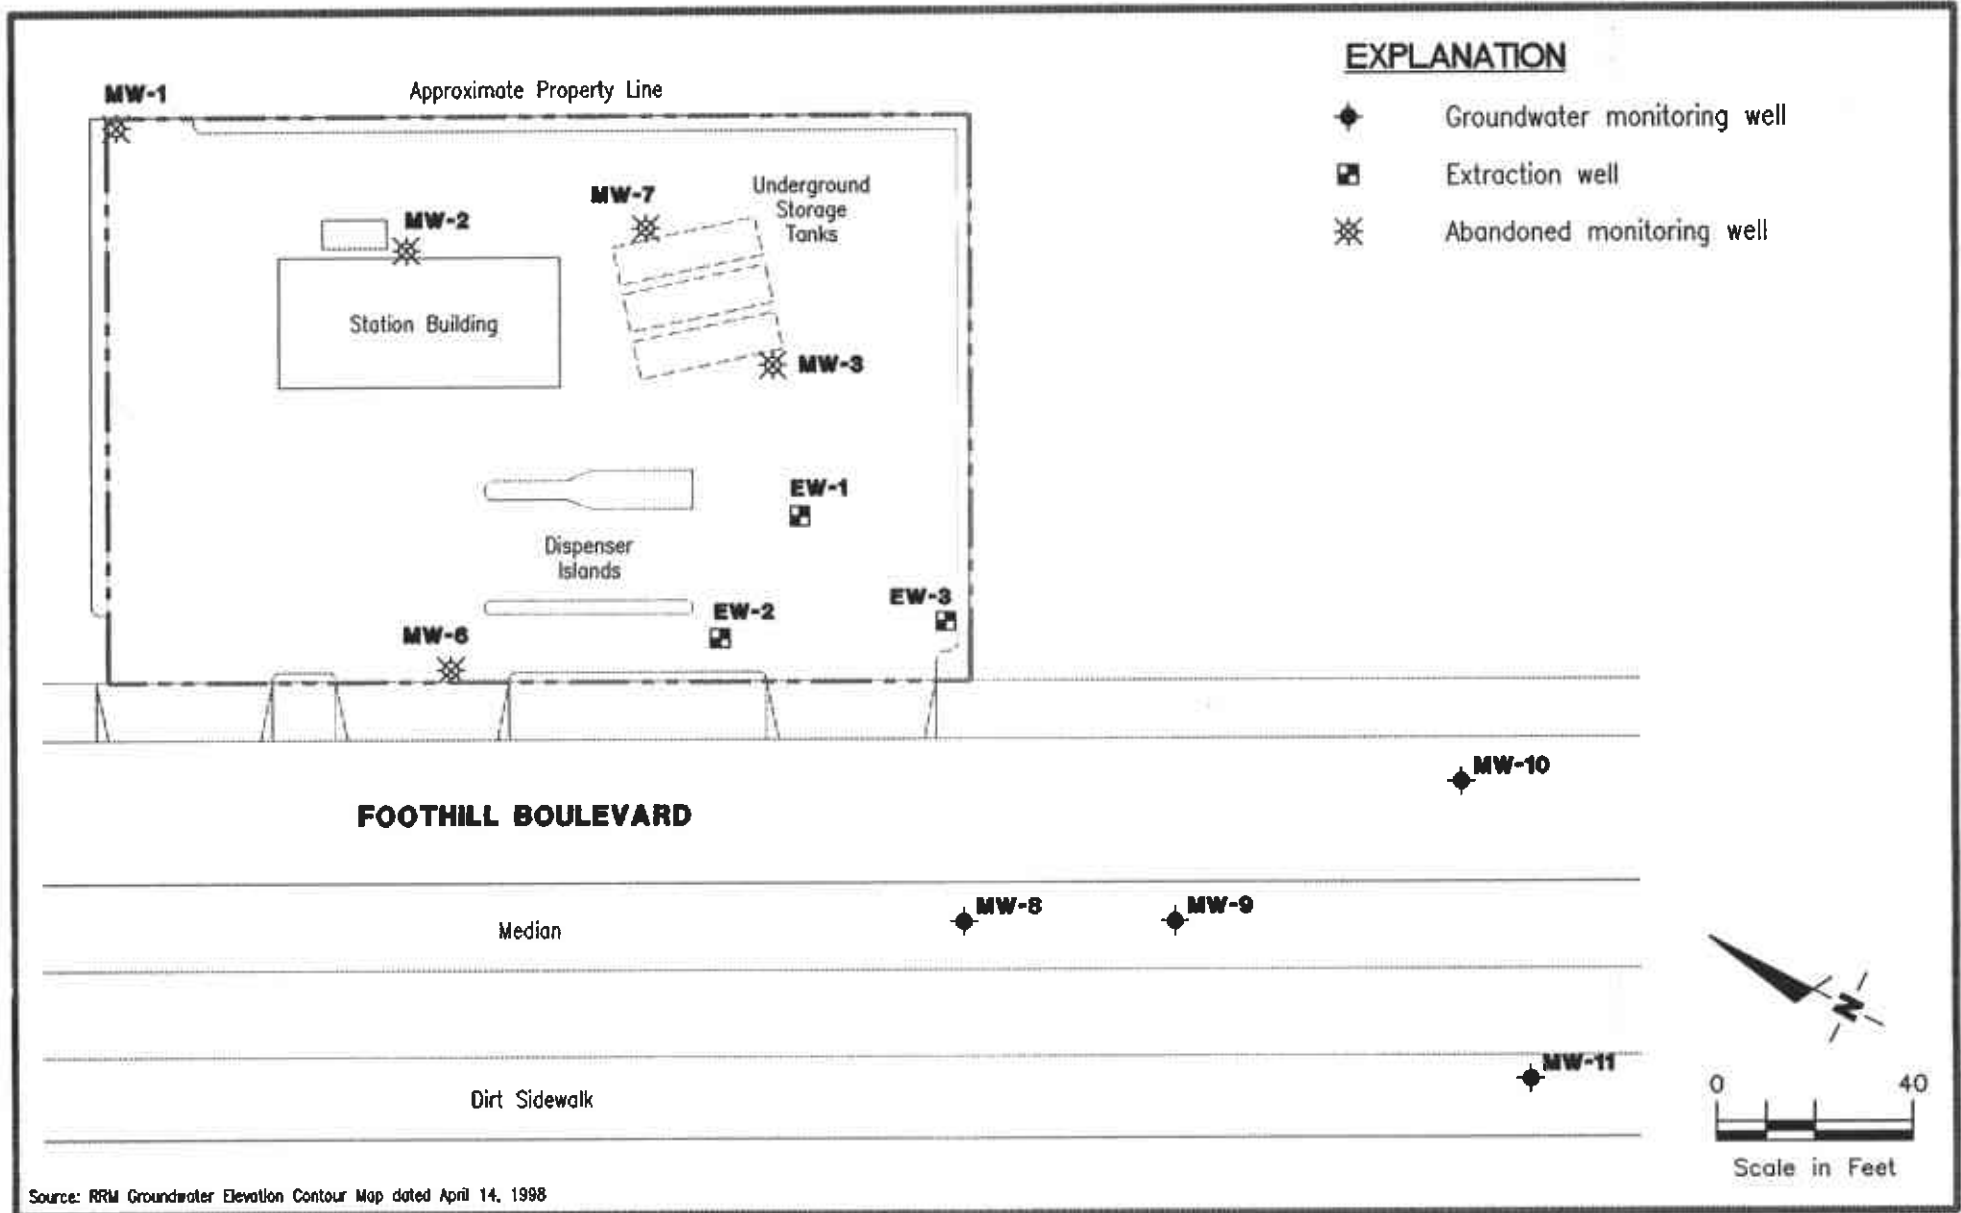 EXPLANATION
Groundwater monitoring well
Extraction well
Abandoned monitoring well
MW-1
Approximate Property Line
MW-7
Underground
Storage
Tanks
MW-2
Station Building
MW-3
EW-1
Dispenser
Islands
EW-3
EW-2
MW-6
MW-10
FOOTHILL BOULEVARD
MW-8
MW-9
Median
N
MW-11
0 40
Dirt Sidewalk
Scale in Feet
Source: RRM Groundwater Elevation Contour Map dated April 14, 1998